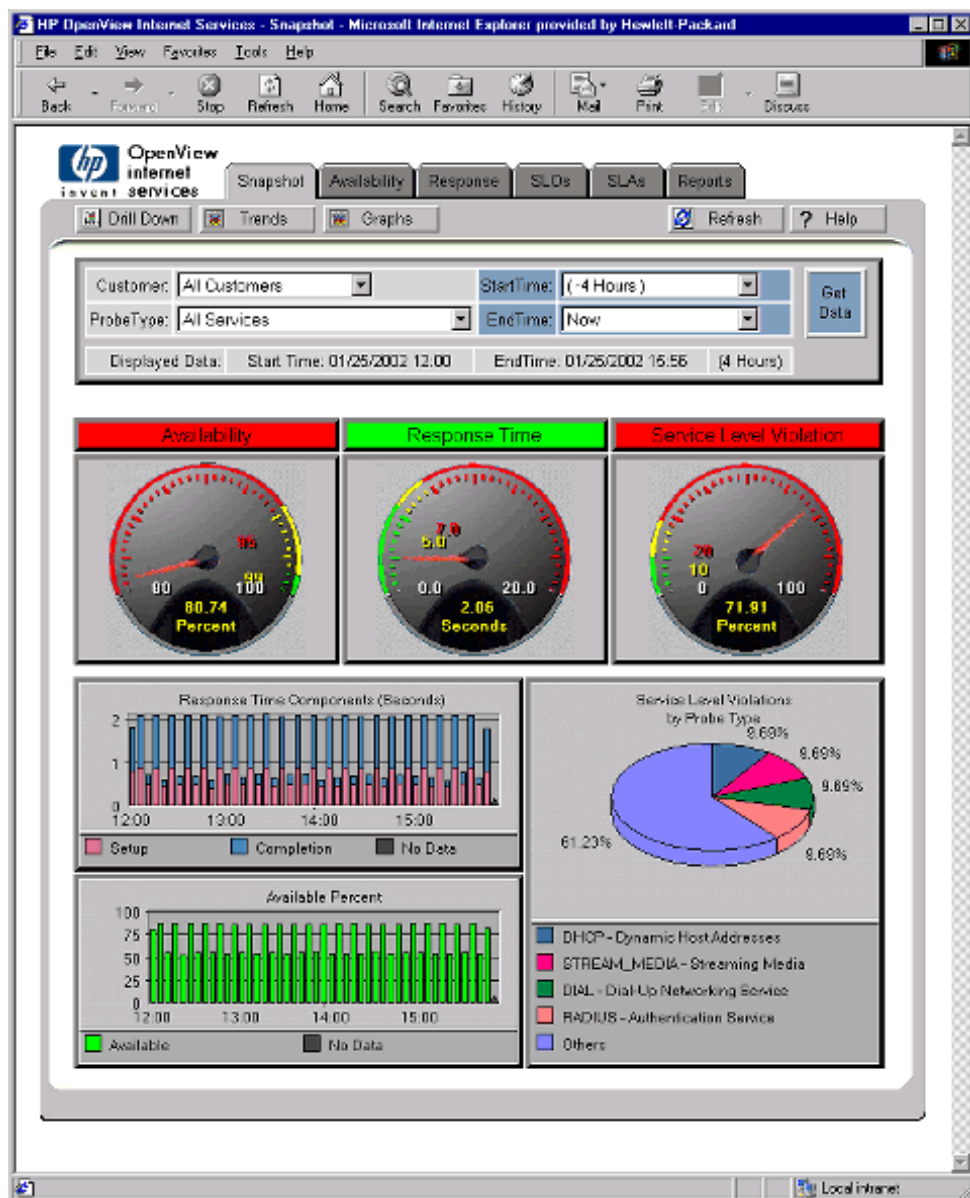 HP OpenView Internet Services - Snapshot - Microsoft Internet Explorer provided by Hewlett-Packard
File Edit View Favorites Tools Help
Back Forward Stop Refresh Home Search Favorites History Mail Print Edit Discuss
hp
invent
OpenView
internet
services
Snapshot Availability Response SLOs SLAs Reports
Drill Down Trends Graphs Refresh ? Help
Customer: All Customers StartTime: (-4 Hours)
ProbeType: All Services EndTime: Now
Get
Data
Displayed Data: Start Time: 01/25/2002 12:00 EndTime: 01/25/2002 15:56 (4 Hours)
Availability Response Time Service Level Violation
95
99
100
80.74
Percent
7.0
5.0
0.0 20.0
2.06
Seconds
20
10
0 100
71.91
Percent
Response Time Components (Seconds)
2
1
0
12:00 13:00 14:00 15:00
Setup Completion No Data
Available Percent
100
75
50
25
0
12:00 13:00 14:00 15:00
Available No Data
Service Level Violations
by Probe Type
9.69%
9.69%
9.69%
9.69%
61.23%
DHCP - Dynamic Host Addresses
STREAM_MEDIA - Streaming Media
DIAL - Dial-Up Networking Service
RADIUS - Authentication Service
Others
Local intranet